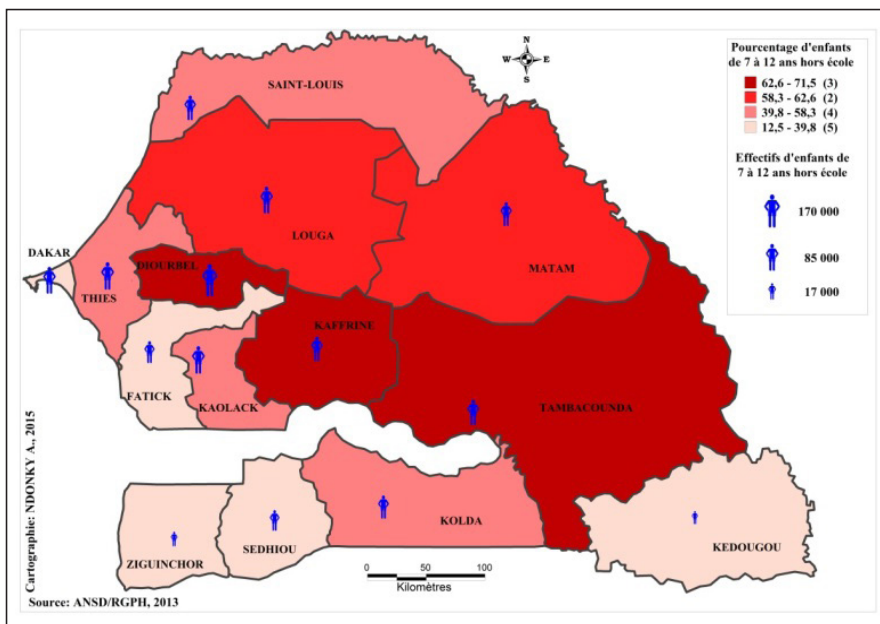 N
W E
S
Pourcentage d'enfants
de 7 à 12 ans hors école
62,6 - 71,5 (3)
58,3 - 62,6 (2)
39,8 - 58,3 (4)
12,5 - 39,8 (5)
Effectifs d'enfants de
7 à 12 ans hors école
170 000
85 000
17 000
SAINT-LOUIS
LOUGA
MATAM
DAKAR
THIES
DIOURBEL
KAFFRINE
FATICK
KAOLACK
TAMBACOUNDA
ZIGUINCHOR
SEDHIOU
KOLDA
KEDOUGOU
0 50 100
Kilomètres
Cartographie: NDONKY A., 2015
Source: ANSD/RGPH, 2013